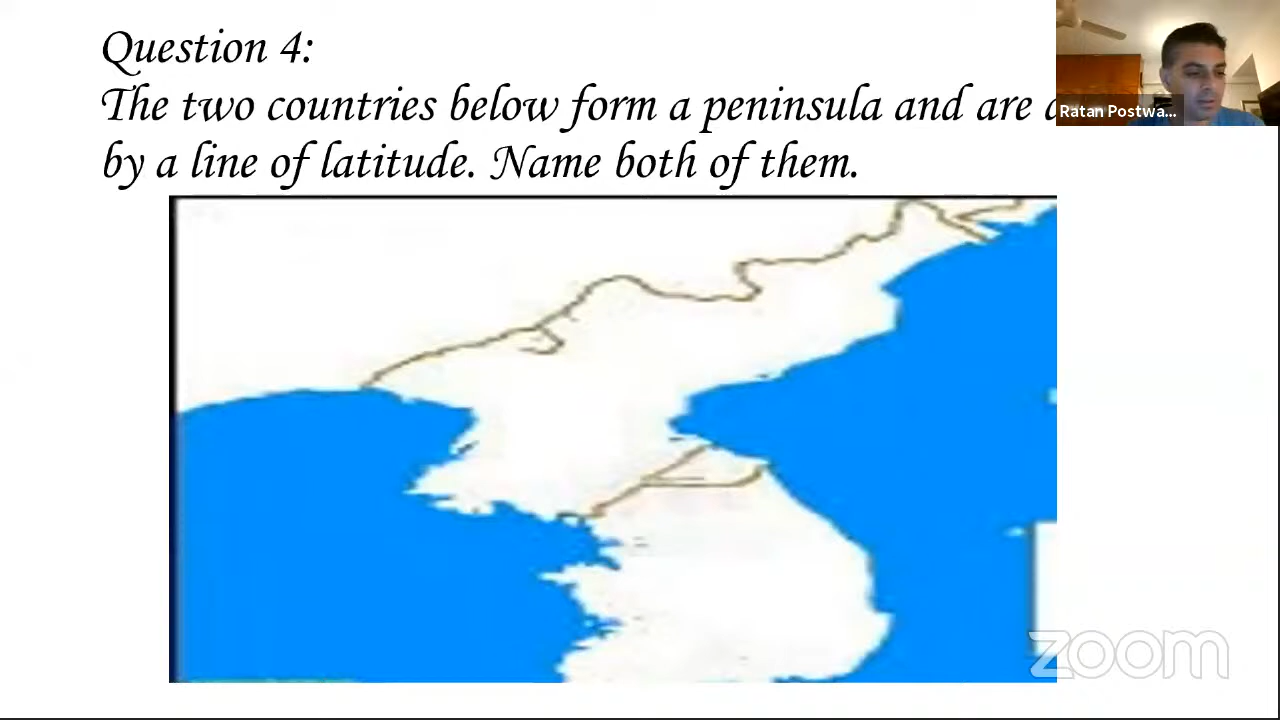 Question 4:
The two countries below form a peninsula and are
by a line of latitude. Name both of them.
Ratan Postwa...
zoom